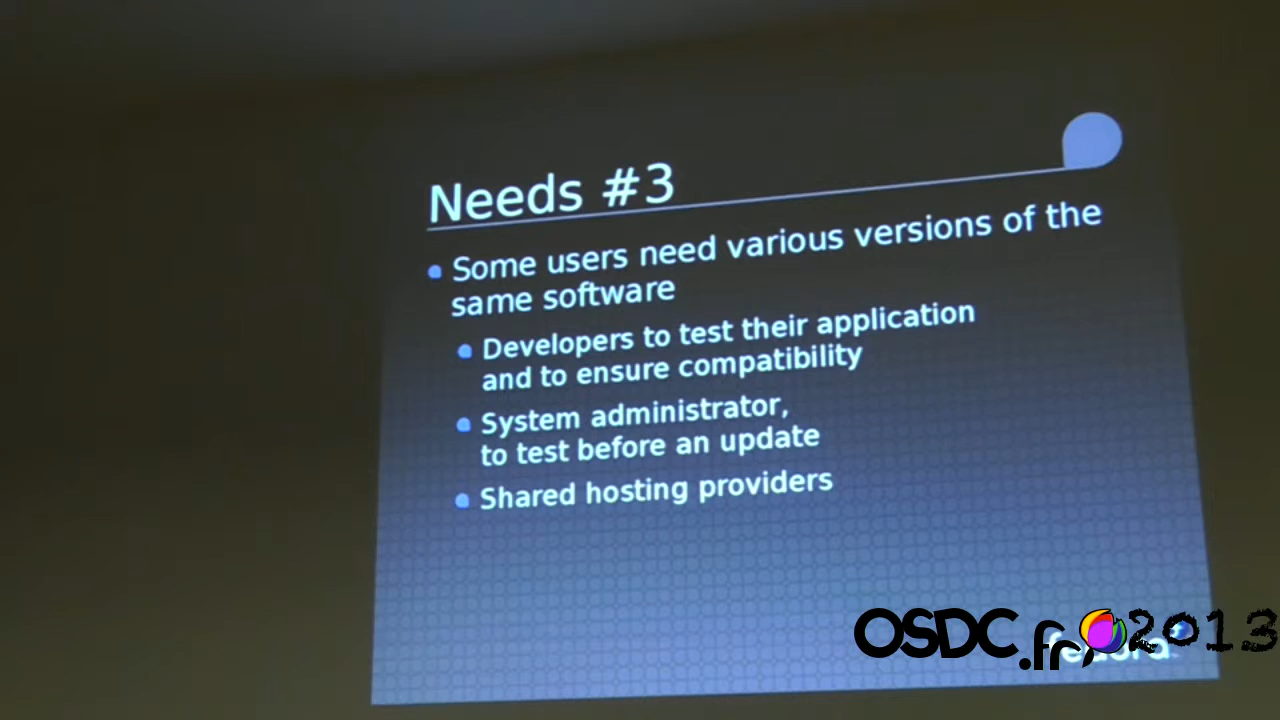 Needs #3
Some users need various versions of the
same software
Developers to test their application
and to ensure compatibility
System administrator,
to test before an update
Shared hosting providers
OSDC.fr 2013
fedora